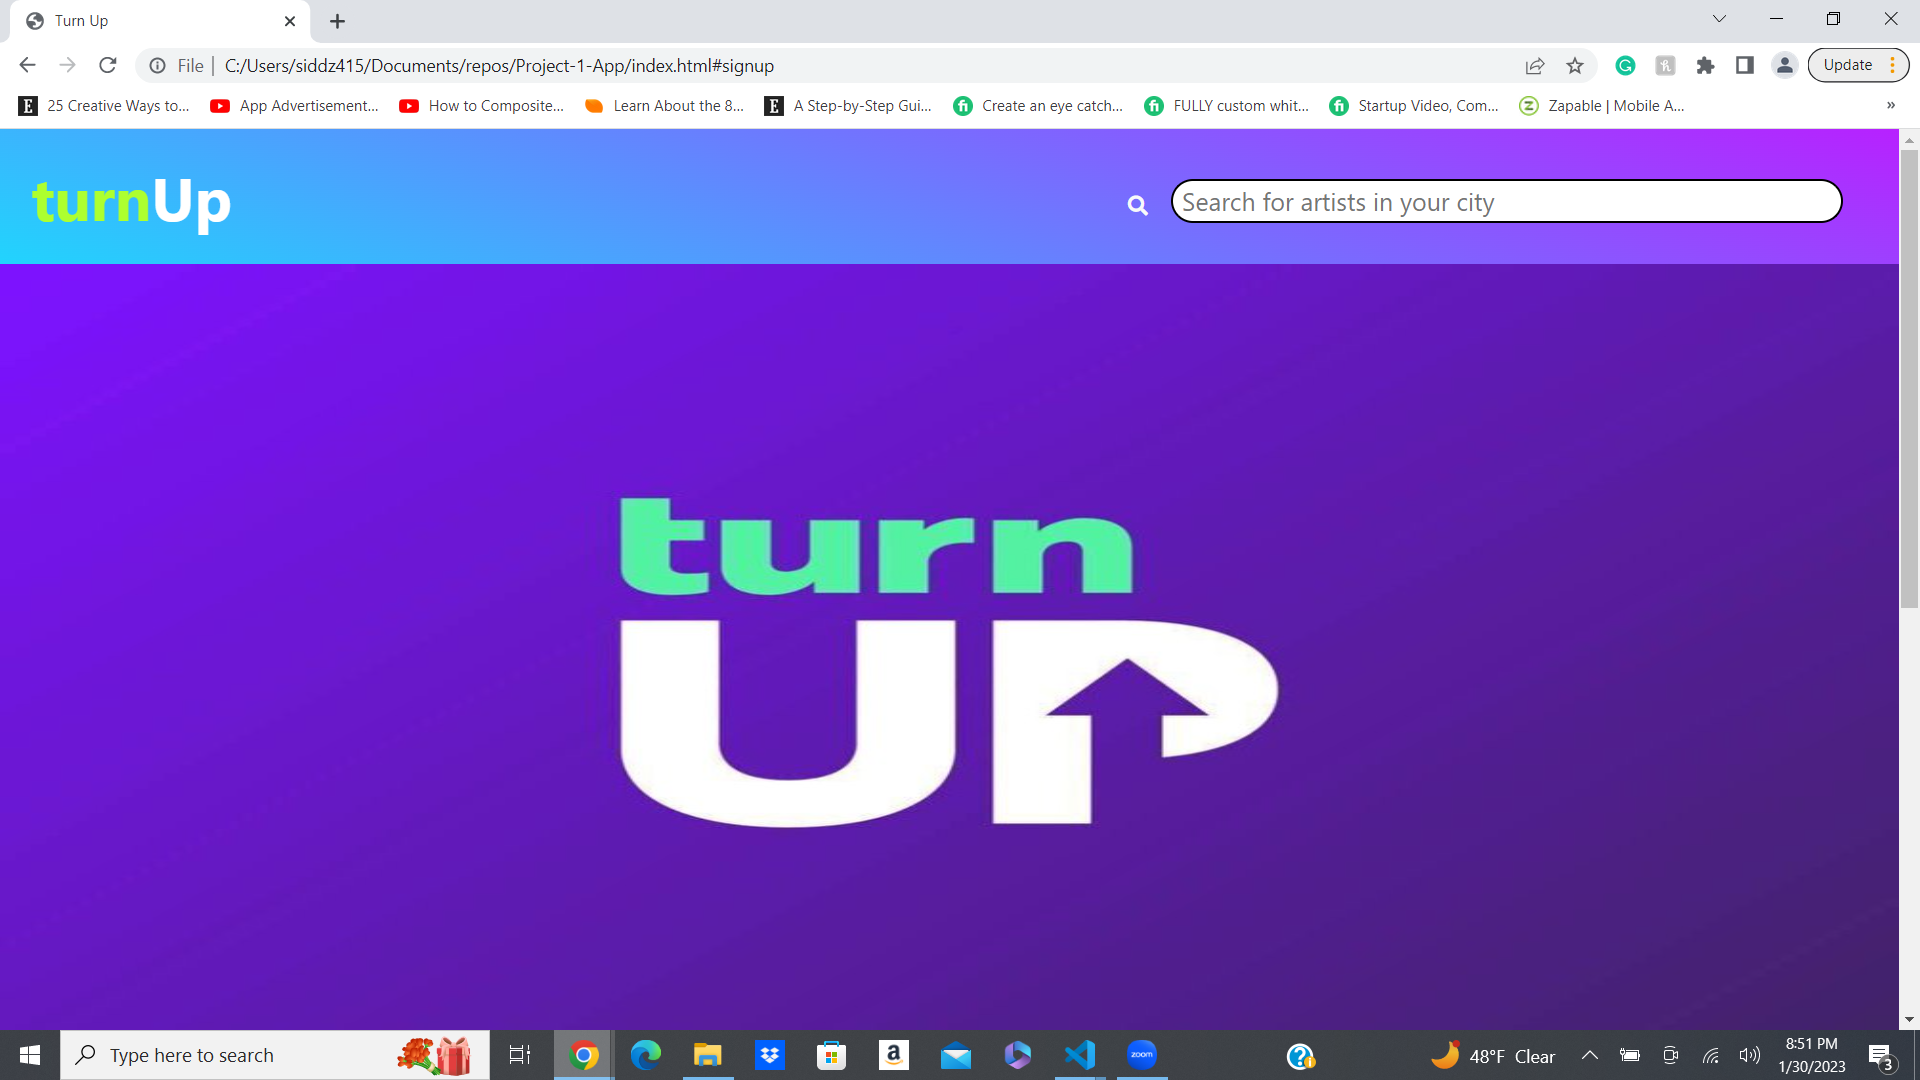 Turn Up
File
C:/Users/siddz415/Documents/repos/Project-1-App/index.html#signup
Update
25 Creative Ways to...
App Advertisement...
How to Composite...
Learn About the 8...
A Step-by-Step Gui...
Create an eye catch...
FULLY custom whit...
Startup Video, Com...
Zapable | Mobile A...
»
turnUp
Search for artists in your city
turn
UP
Type here to search
zoom
48°F Clear
8:51 PM
1/30/2023
3